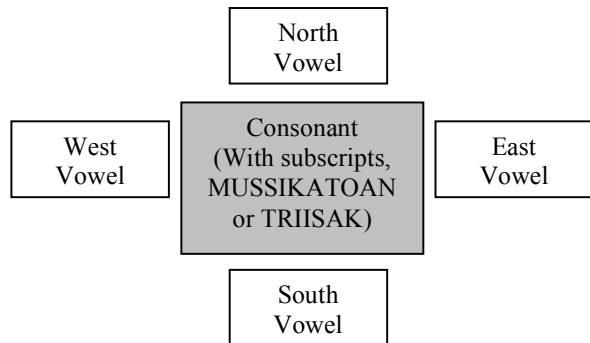 North
Vowel
West
Vowel
Consonant
(With subscripts,
MUSSIKATOAN
or TRIISAK)
East
Vowel
South
Vowel